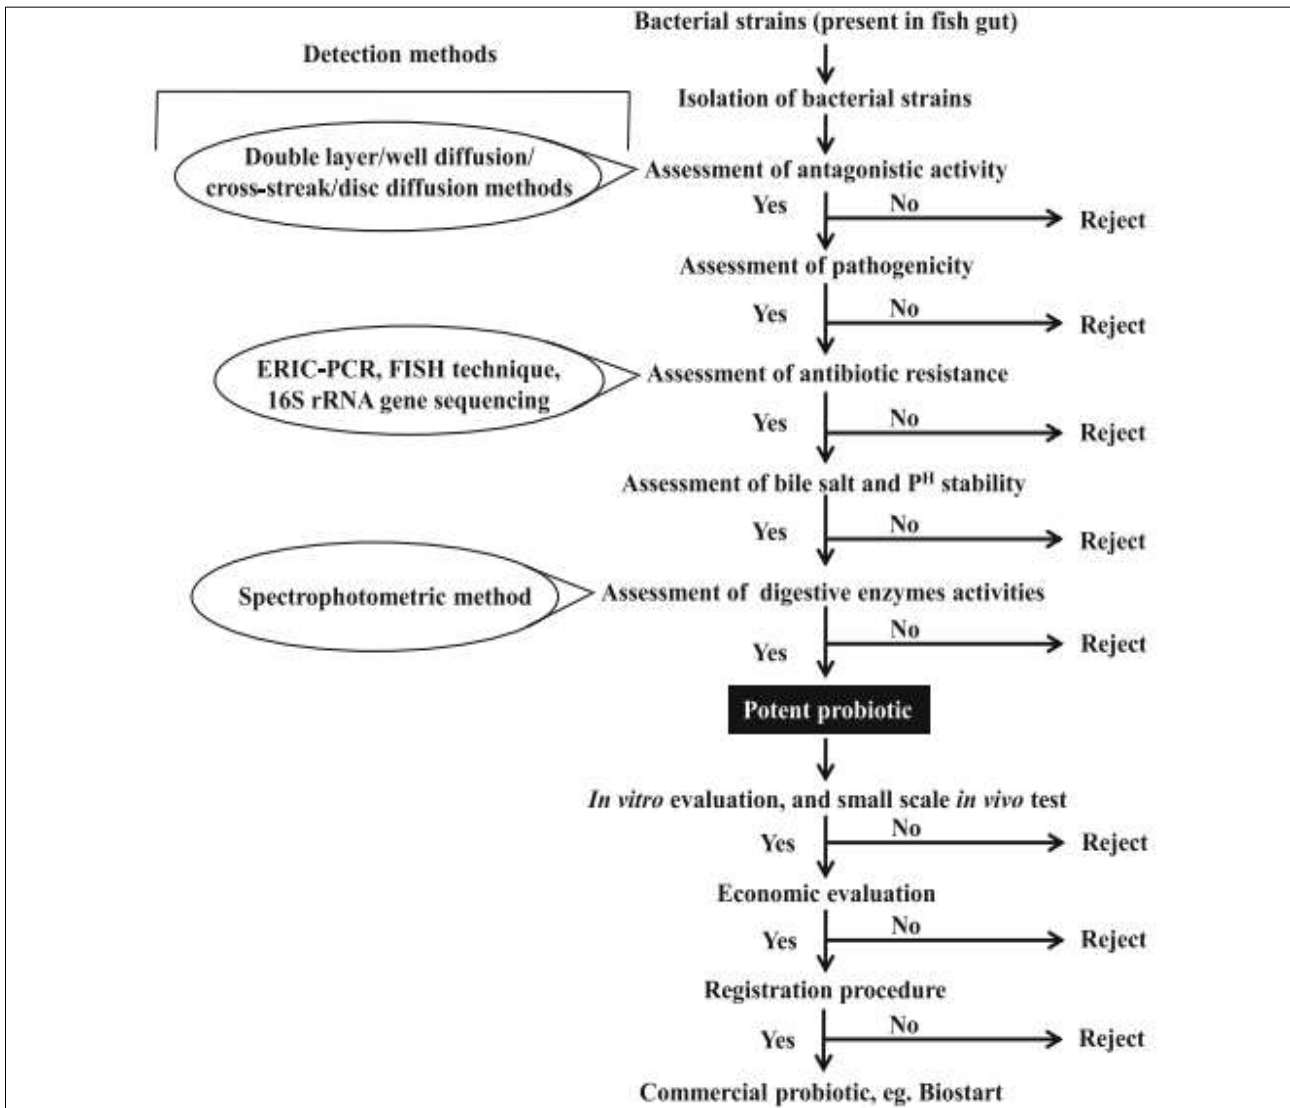 Bacterial strains (present in fish gut)
Detection methods
Isolation of bacterial strains
Double layer/well diffusion/
cross-streak/disc diffusion methods
Assessment of antagonistic activity
Yes No
Reject
Assessment of pathogenicity
Yes No
Reject
ERIC-PCR, FISH technique,
16S rRNA gene sequencing
Assessment of antibiotic resistance
Yes No
Reject
Assessment of bile salt and Pᴴ stability
Yes No
Reject
Spectrophotometric method
Assessment of digestive enzymes activities
Yes No
Reject
Potent probiotic
In vitro evaluation, and small scale in vivo test
Yes No
Reject
Economic evaluation
Yes No
Reject
Registration procedure
Yes No
Reject
Commercial probiotic, eg. Biostart